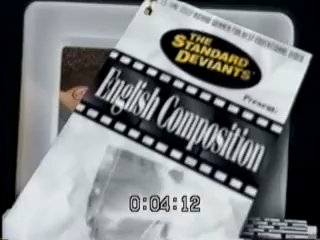 THE
STANDARD
DEVIANTS
Present:
English Composition
0:04:12